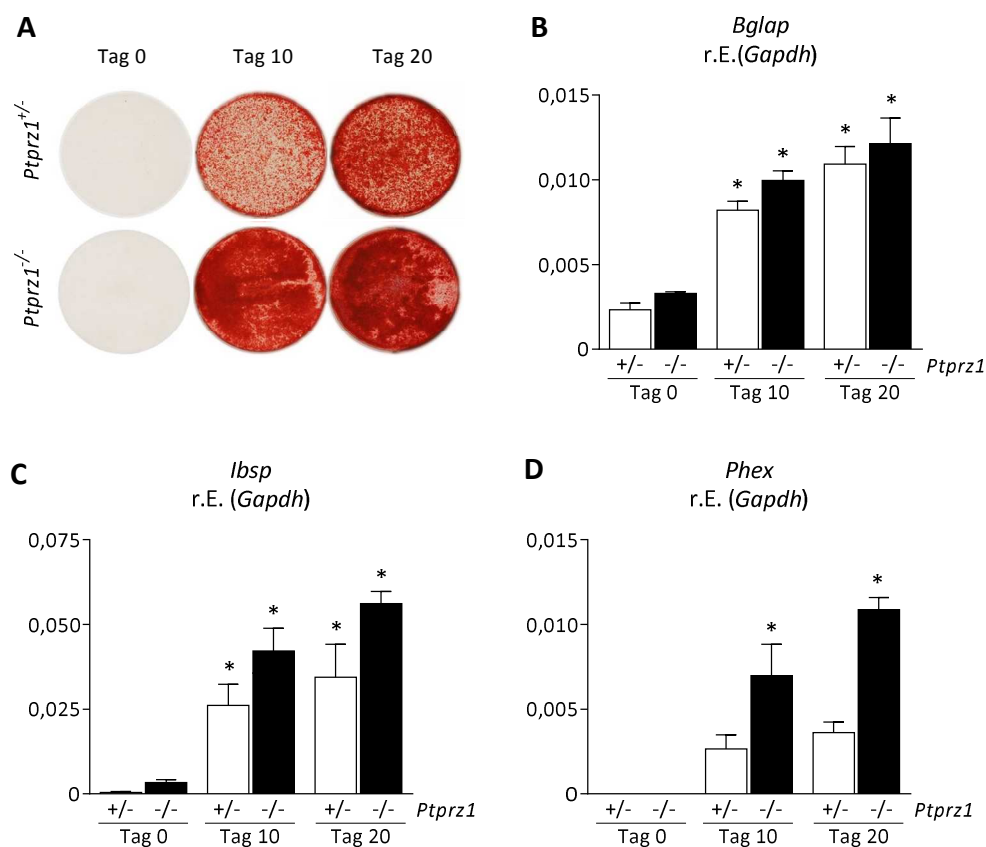 A
Tag 0 Tag 10 Tag 20
Ptprz1+/-
Ptprz1-/-
B
Bglap
r.E.(Gapdh)
0,015
0,010
0,005
0
* * * *
+/- -/- +/- -/- +/- -/- Ptprz1
Tag 0 Tag 10 Tag 20
C
Ibsp
r.E. (Gapdh)
0,075
0,050
0,025
0
* * * *
+/- -/- +/- -/- +/- -/- Ptprz1
Tag 0 Tag 10 Tag 20
D
Phex
r.E. (Gapdh)
0,015
0,010
0,005
0
* *
+/- -/- +/- -/- +/- -/- Ptprz1
Tag 0 Tag 10 Tag 20